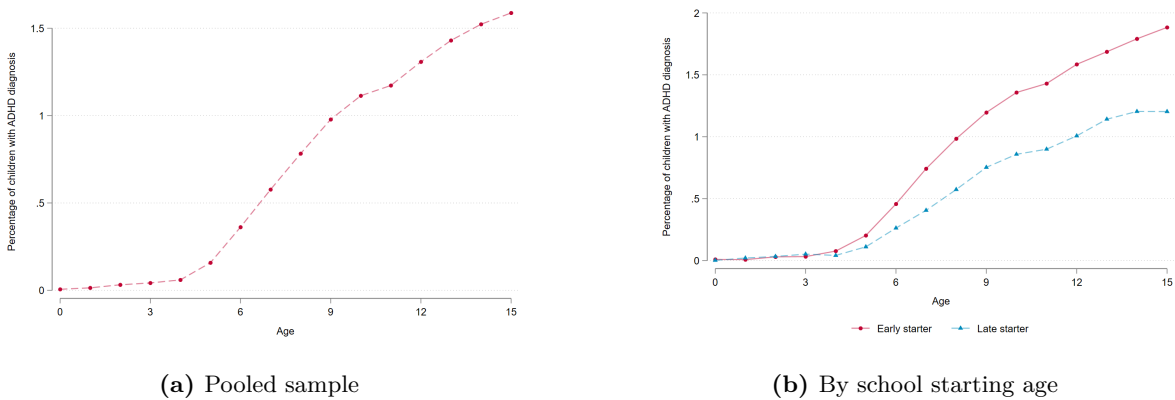 Percentage of children with ADHD diagnosis
1.5
1
.5
0
0 3 6 9 12 15
Age
(a) Pooled sample
Percentage of children with ADHD diagnosis
2
1.5
1
.5
0
0 3 6 9 12 15
Age
Early starter Late starter
(b) By school starting age